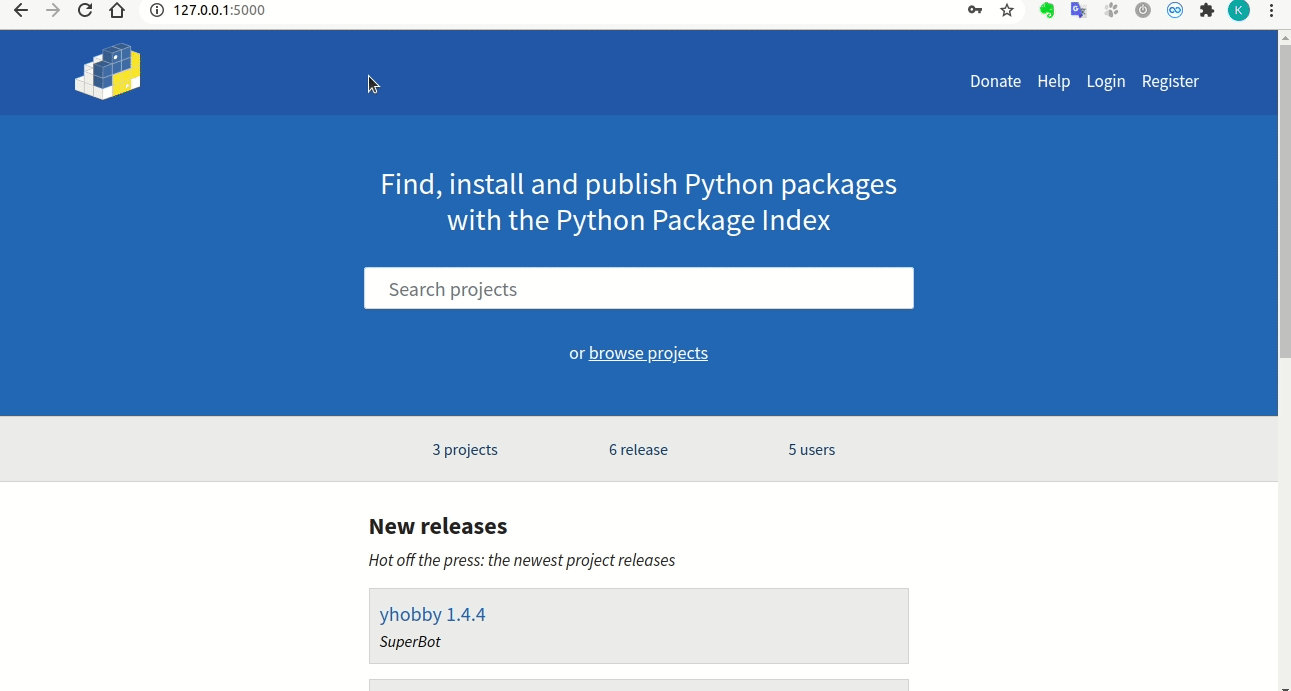 127.0.0.1:5000
K
Donate Help Login Register
Find, install and publish Python packages
with the Python Package Index
Search projects
or browse projects
3 projects 6 release 5 users
New releases
Hot off the press: the newest project releases
yhobby 1.4.4
SuperBot